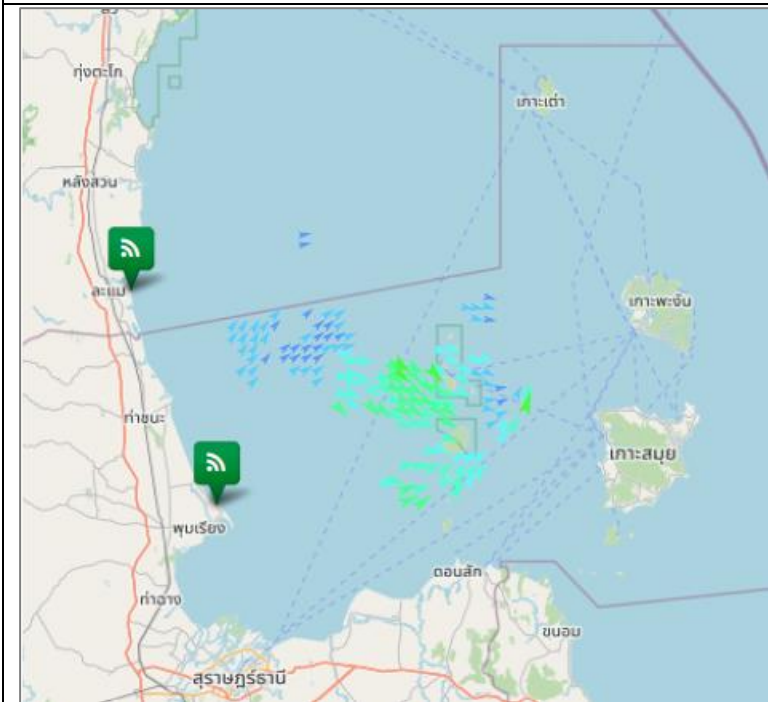 ทุ่งตะโก
เกาะเต่า
หลังสวน
ละแม
เกาะพะงัน
ท่าชนะ
เกาะสมุย
พุมเรียง
ดอนสัก
ท่าฉาง
ขนอม
สุราษฎร์ธานี